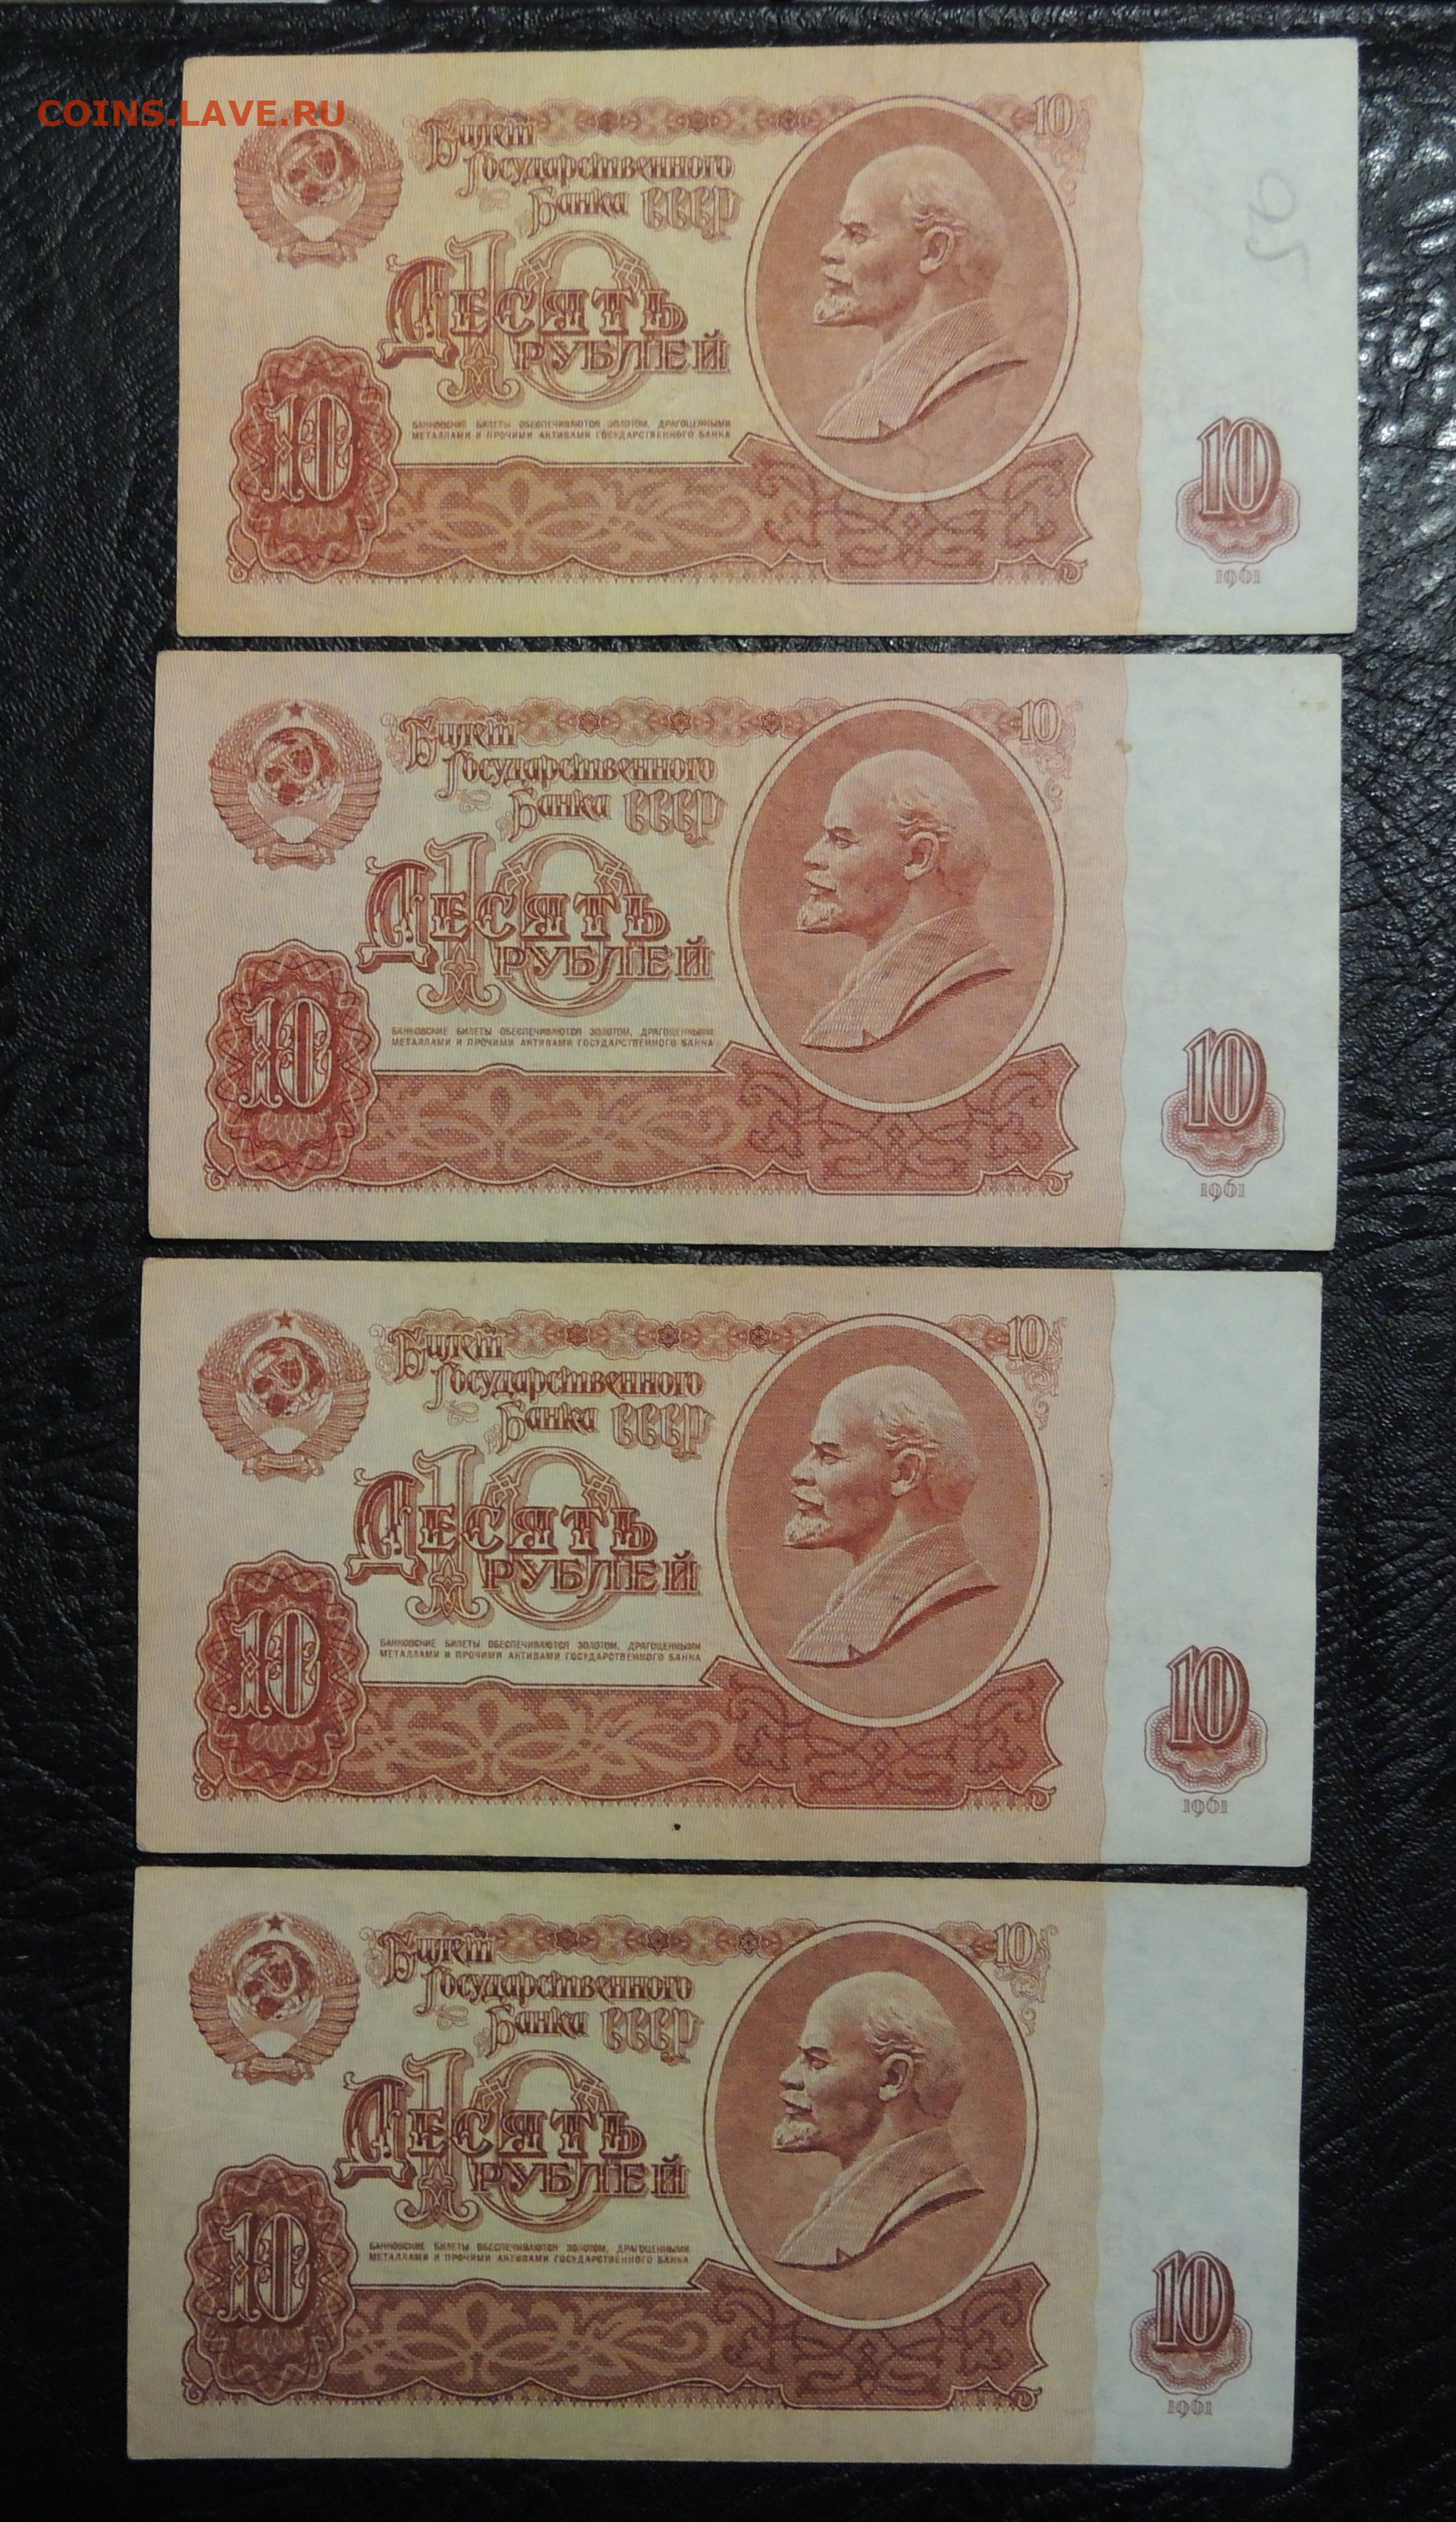 COINS.LAVE.RU
Билет
Государственного
Банка СССР
10
10
ДЕСЯТЬ
РУБЛЕЙ
БАНКОВСКИЕ БИЛЕТЫ ОБЕСПЕЧИВАЮТСЯ ЗОЛОТОМ, ДРАГОЦЕННЫМИ
МЕТАЛЛАМИ И ПРОЧИМИ АКТИВАМИ ГОСУДАРСТВЕННОГО БАНКА
10
10
1961
Билет
Государственного
Банка СССР
10
10
ДЕСЯТЬ
РУБЛЕЙ
БАНКОВСКИЕ БИЛЕТЫ ОБЕСПЕЧИВАЮТСЯ ЗОЛОТОМ, ДРАГОЦЕННЫМИ
МЕТАЛЛАМИ И ПРОЧИМИ АКТИВАМИ ГОСУДАРСТВЕННОГО БАНКА
10
10
1961
Билет
Государственного
Банка СССР
10
10
ДЕСЯТЬ
РУБЛЕЙ
БАНКОВСКИЕ БИЛЕТЫ ОБЕСПЕЧИВАЮТСЯ ЗОЛОТОМ, ДРАГОЦЕННЫМИ
МЕТАЛЛАМИ И ПРОЧИМИ АКТИВАМИ ГОСУДАРСТВЕННОГО БАНКА
10
10
1961
Билет
Государственного
Банка СССР
10
10
ДЕСЯТЬ
РУБЛЕЙ
БАНКОВСКИЕ БИЛЕТЫ ОБЕСПЕЧИВАЮТСЯ ЗОЛОТОМ, ДРАГОЦЕННЫМИ
МЕТАЛЛАМИ И ПРОЧИМИ АКТИВАМИ ГОСУДАРСТВЕННОГО БАНКА
10
10
1961